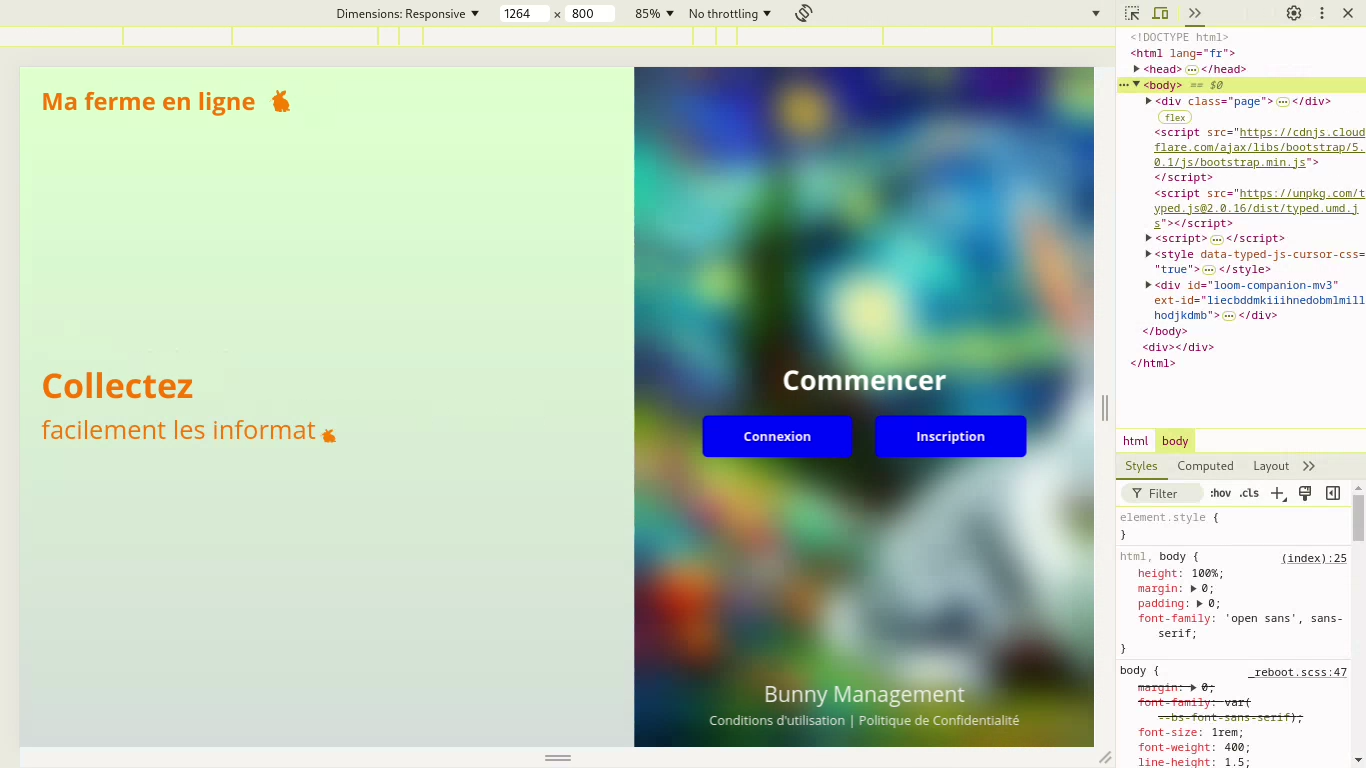 Dimensions: Responsive 1264 × 800 85% No throttling
Ma ferme en ligne
Collectez
facilement les informat
Commencer
Connexion Inscription
Bunny Management
Conditions d'utilisation | Politique de Confidentialité
<!DOCTYPE html>
<html lang="fr">
<head> ••• </head>
••• <body> == $0
<div class="page"> ••• </div>
flex
<script src="https://cdnjs.cloud
flare.com/ajax/libs/bootstrap/5.
0.1/js/bootstrap.min.js">
</script>
<script src="https://unpkg.com/t
yped.js@2.0.16/dist/typed.umd.j
s"></script>
<script> ••• </script>
<style data-typed-js-cursor-css=
"true"> ••• </style>
<div id="loom-companion-mv3"
ext-id="liecbddmkiiihnedobmlmill
hodjkdmb"> ••• </div>
</body>
<div></div>
</html>
html body
Styles Computed Layout
Filter :hov .cls
element.style {
}
html, body { (index):25
height: 100%;
margin: 0;
padding: 0;
font-family: 'open sans', sans-
serif;
}
body { _reboot.scss:47
margin: 0;
font-family: var(
--bs-font-sans-serif);
font-size: 1rem;
font-weight: 400;
line-height: 1.5;